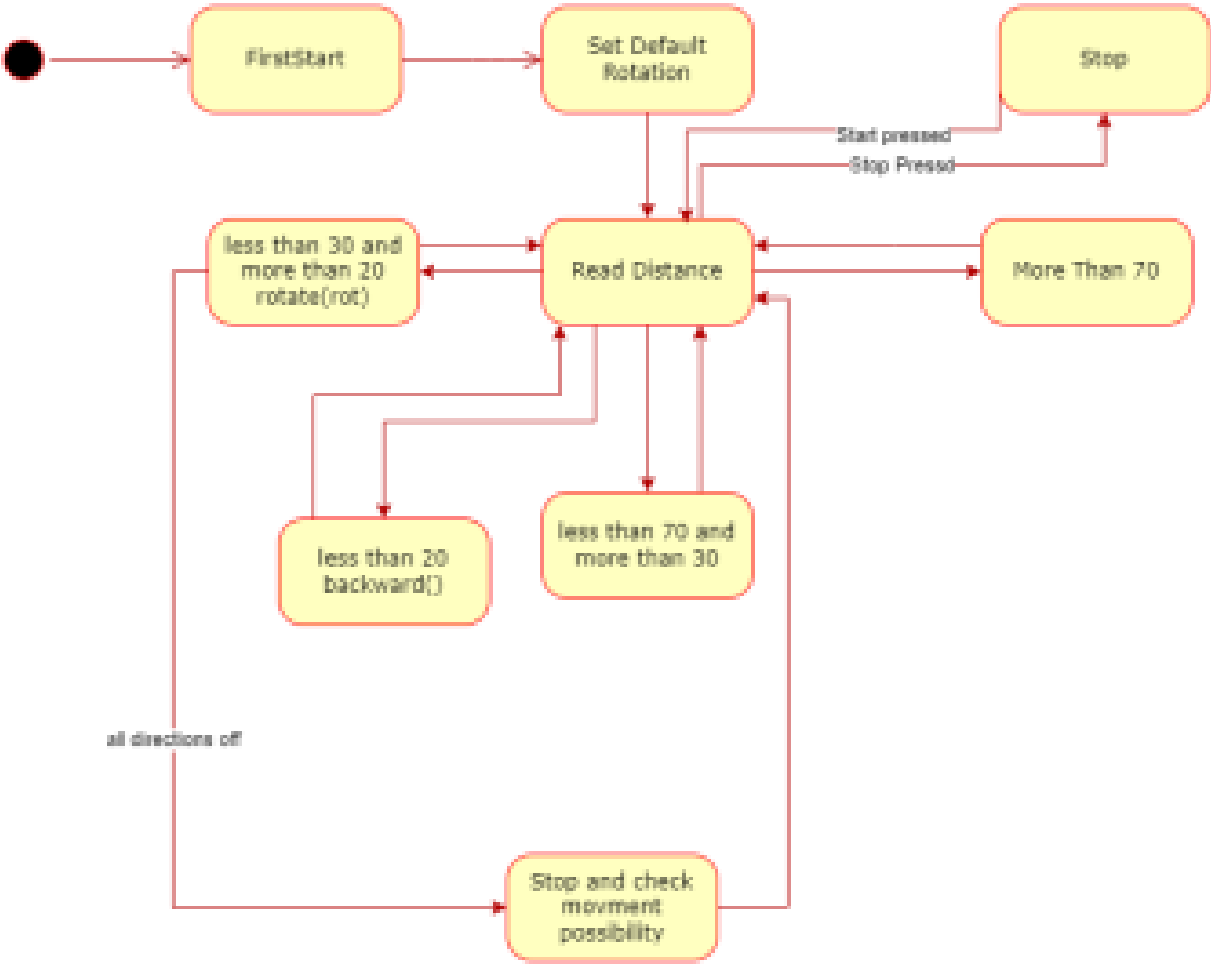 FirstStart
Set Default
Rotation
Stop
Start pressed
Stop Pressd
less than 30 and
more than 20
rotate(rot)
Read Distance
More Than 70
less than 20
backward()
less than 70 and
more than 30
all directions off
Stop and check
movment
possibility